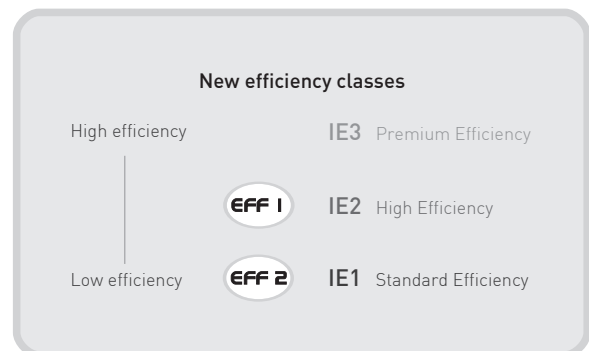 New efficiency classes
High efficiency IE3 Premium Efficiency
EFF 1 IE2 High Efficiency
Low efficiency EFF 2 IE1 Standard Efficiency